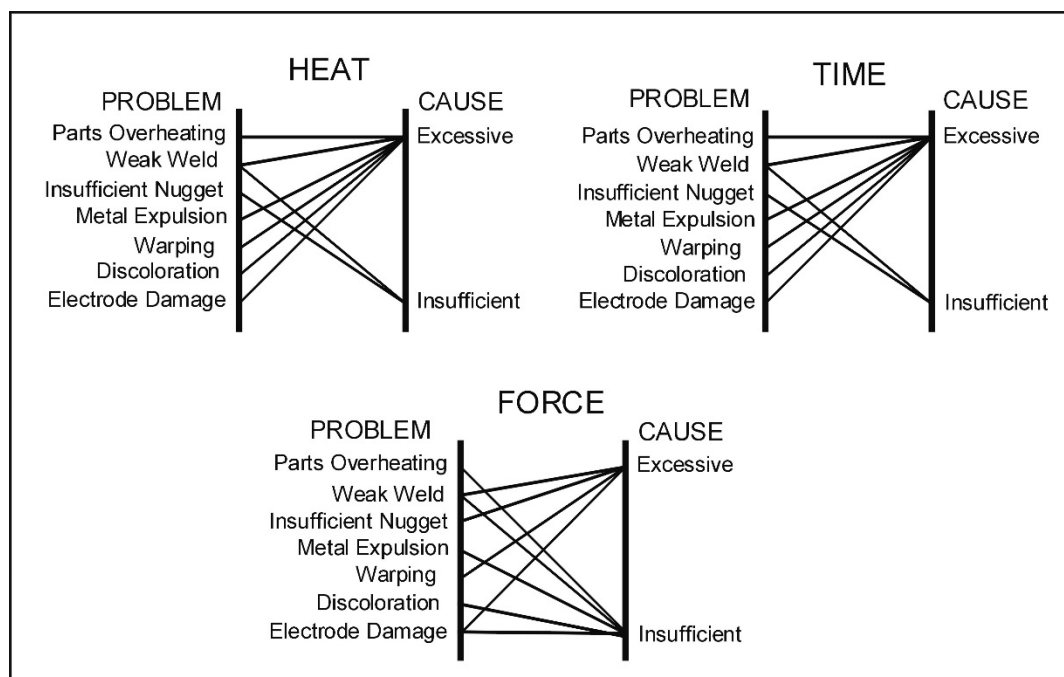 HEAT
PROBLEM
CAUSE
Parts Overheating
Excessive
Weak Weld
Insufficient Nugget
Metal Expulsion
Warping
Discoloration
Electrode Damage
Insufficient
TIME
PROBLEM
CAUSE
Parts Overheating
Excessive
Weak Weld
Insufficient Nugget
Metal Expulsion
Warping
Discoloration
Electrode Damage
Insufficient
FORCE
PROBLEM
CAUSE
Parts Overheating
Excessive
Weak Weld
Insufficient Nugget
Metal Expulsion
Warping
Discoloration
Electrode Damage
Insufficient